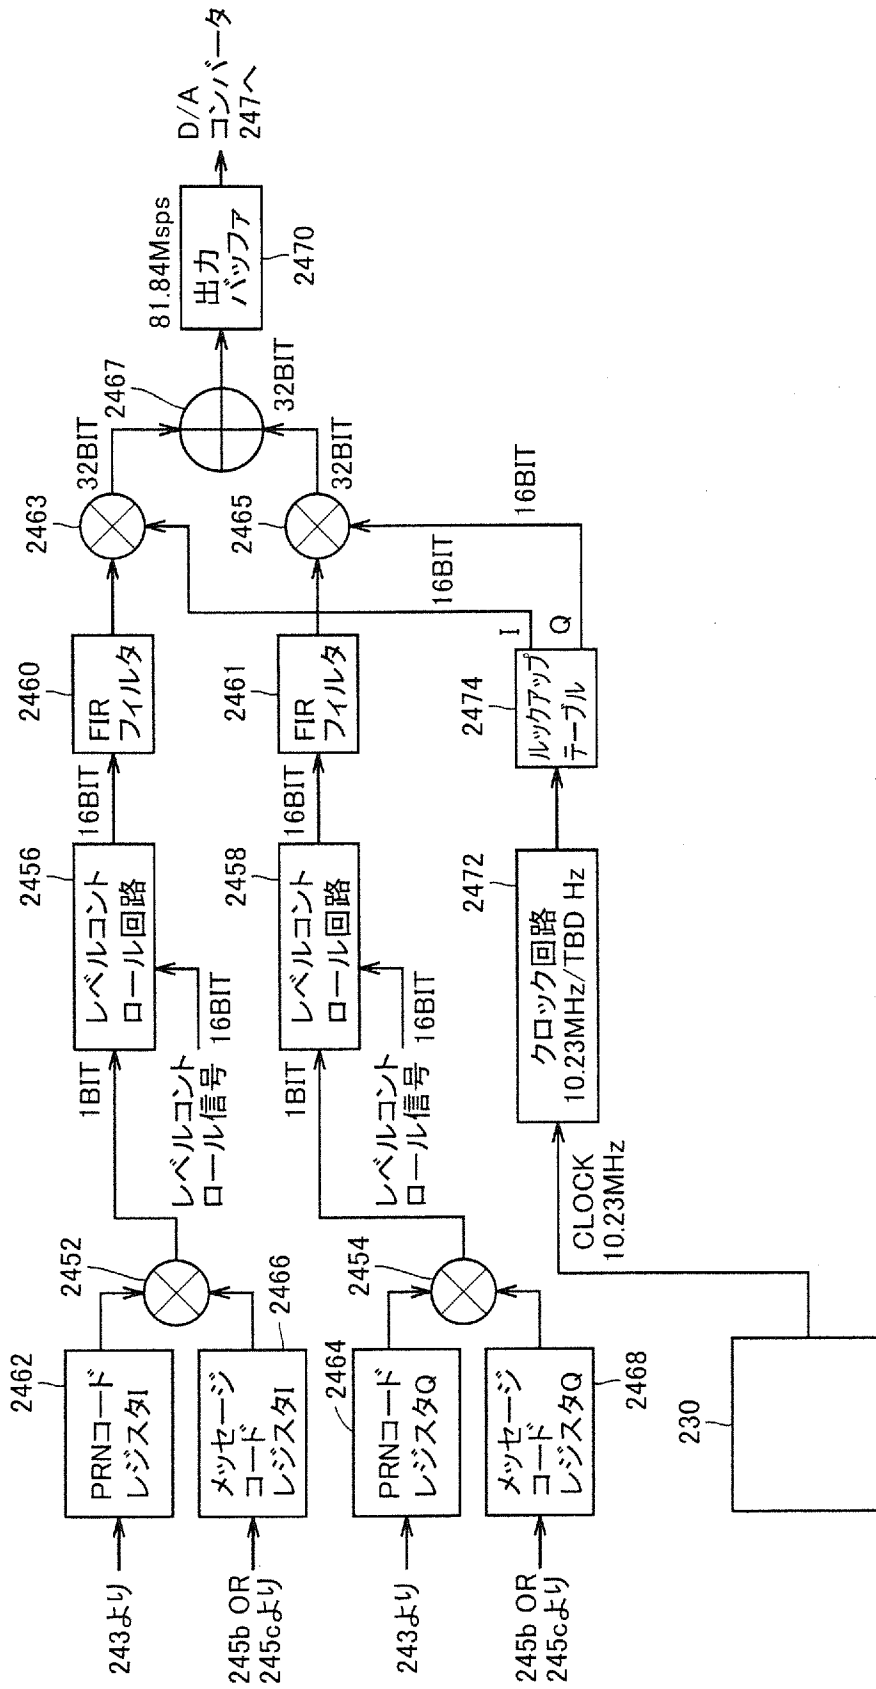 243より
PRNコード
レジスタI
2462
245b OR
245cより
メッセージ
コード
レジスタI
2466
2452
1BIT
レベルコント
ロール信号
16BIT
レベルコント
ロール回路
2456
16BIT
FIR
フィルタ
2460
2463
32BIT
243より
PRNコード
レジスタQ
2464
245b OR
245cより
メッセージ
コード
レジスタQ
2468
2454
1BIT
レベルコント
ロール信号
16BIT
レベルコント
ロール回路
2458
16BIT
FIR
フィルタ
2461
2465
32BIT
2467
32BIT
81.84Msps
出力
バッファ
2470
D/A
コンバータ
247へ
230
CLOCK
10.23MHz
クロック回路
10.23MHz/TBD Hz
2472
ルックアップ
テーブル
2474
I
Q
16BIT
16BIT